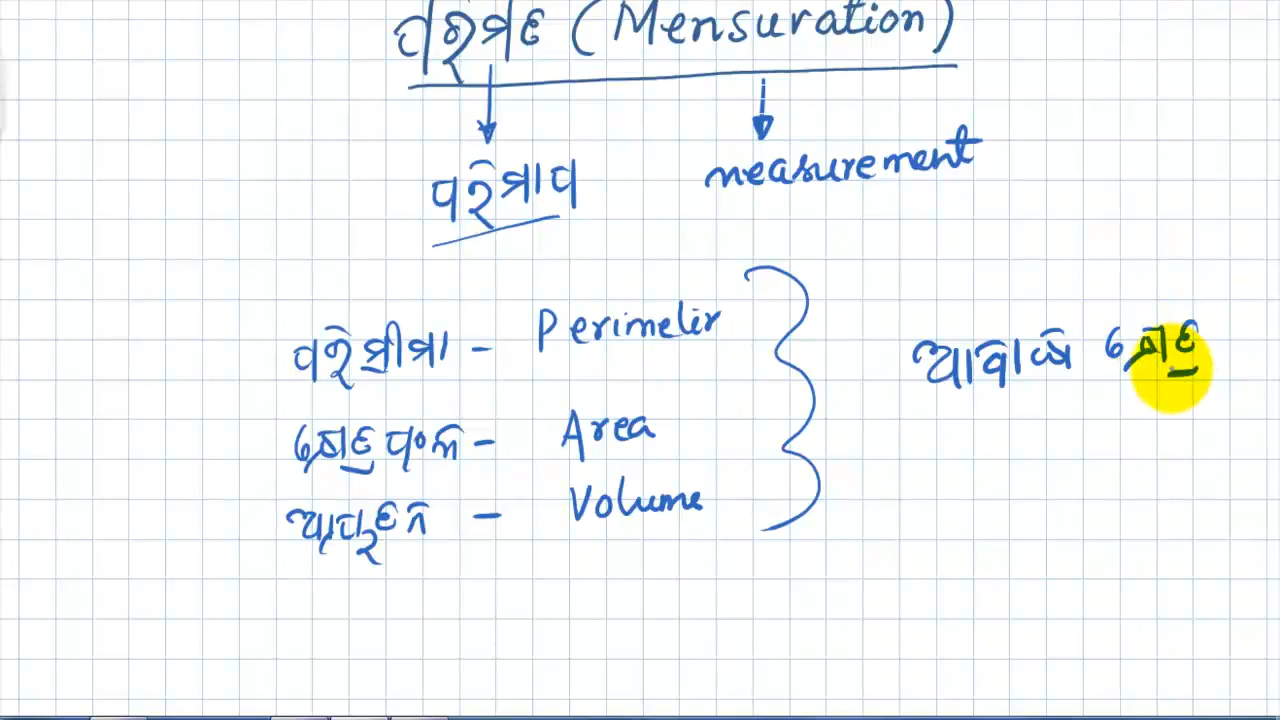 ପରିମିତି (Mensuration)
ପରିମାପ measurement
ପରିସୀମା - Perimeter
କ୍ଷେତ୍ରଫଳ - Area
ଆୟତନ - Volume